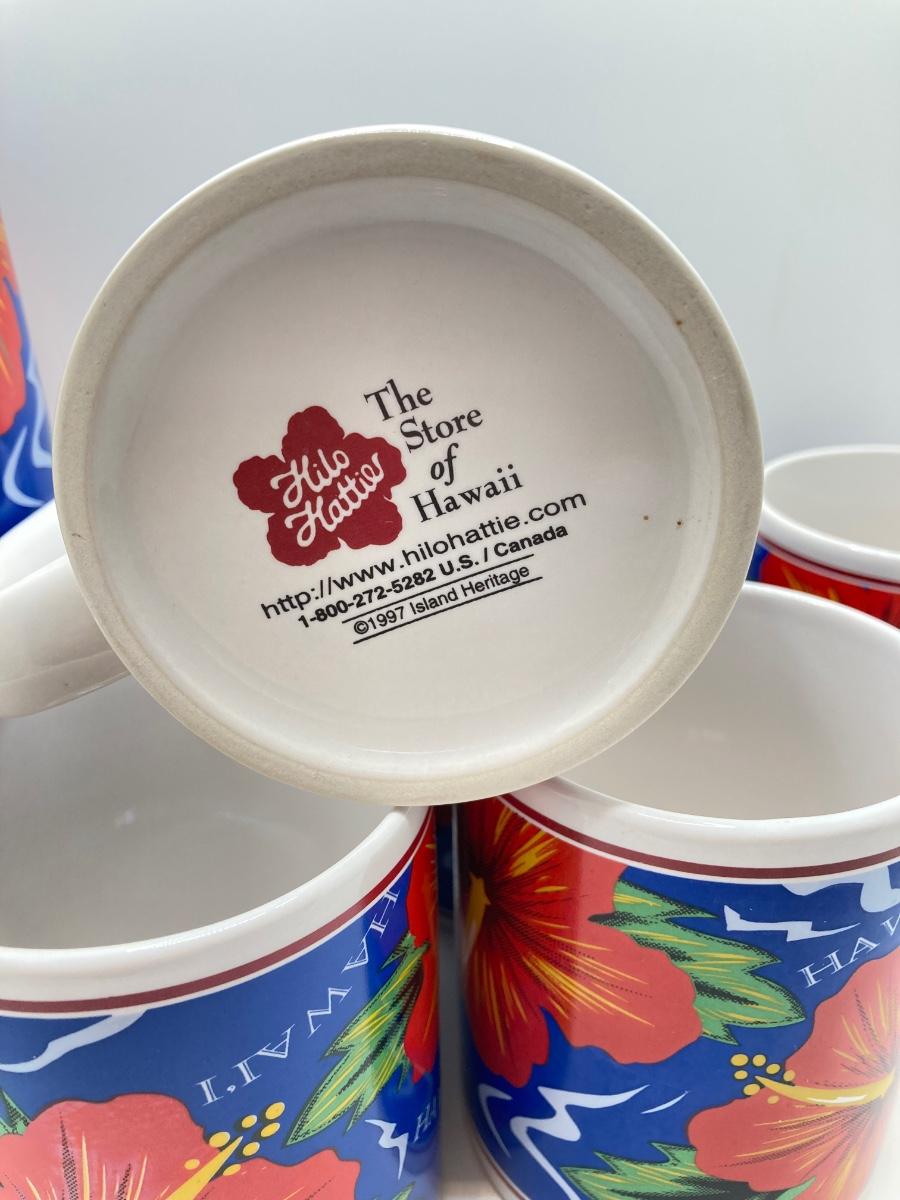 Hilo
Hattie
The
Store
of
Hawaii
http://www.hilohattie.com
1-800-272-5282 U.S. / Canada
©1997 Island Heritage
HAWAI'I